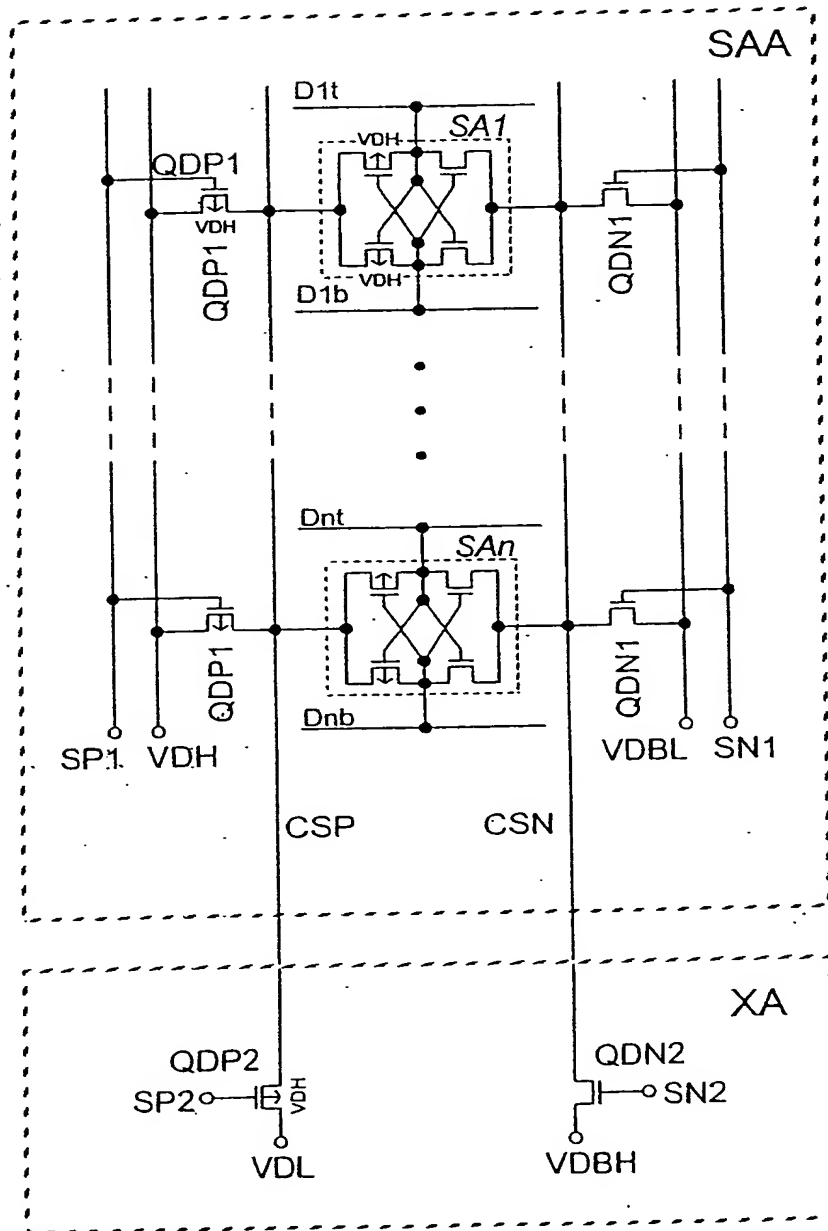 SAA
D1t
VDH
SA1
QDP1
VDH
QDP1
QDN1
VDH
D1b
Dnt
SAn
QDP1
QDN1
Dnb
SP1
VDH
VDBL
SN1
CSP
CSN
XA
QDP2
QDN2
SP2
VDH
SN2
VDL
VDBH